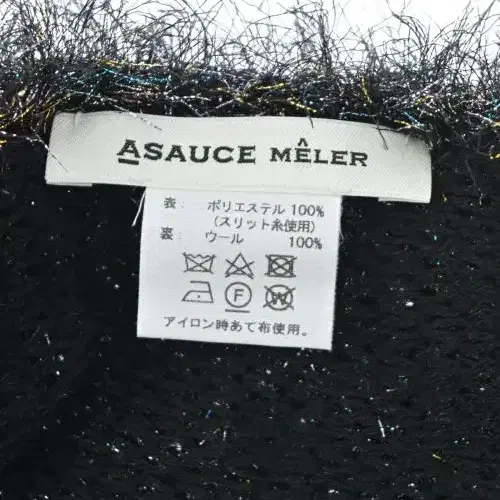 ASAUCE MÊLER
表: ポリエステル 100%
(スリット糸使用)
裏: ウール 100%
F W
アイロン時あて布使用。